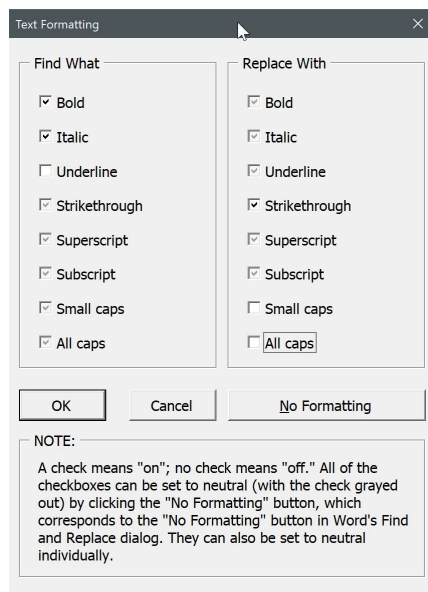 Text Formatting
Find What
Bold
Italic
Underline
Strikethrough
Superscript
Subscript
Small caps
All caps
Replace With
Bold
Italic
Underline
Strikethrough
Superscript
Subscript
Small caps
All caps
OK
Cancel
No Formatting
NOTE:
A check means "on"; no check means "off." All of the
checkboxes can be set to neutral (with the check grayed
out) by clicking the "No Formatting" button, which
corresponds to the "No Formatting" button in Word's Find
and Replace dialog. They can also be set to neutral
individually.